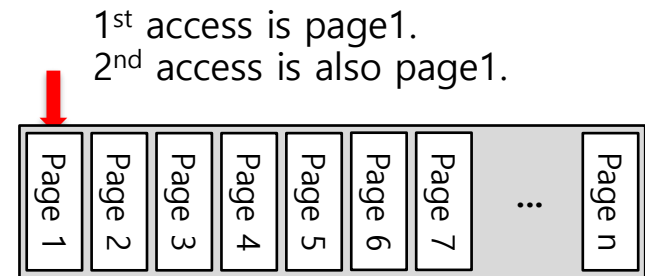 1st access is page1.
2nd access is also page1.
Page 1
Page 2
Page 3
Page 4
Page 5
Page 6
Page 7
...
Page n